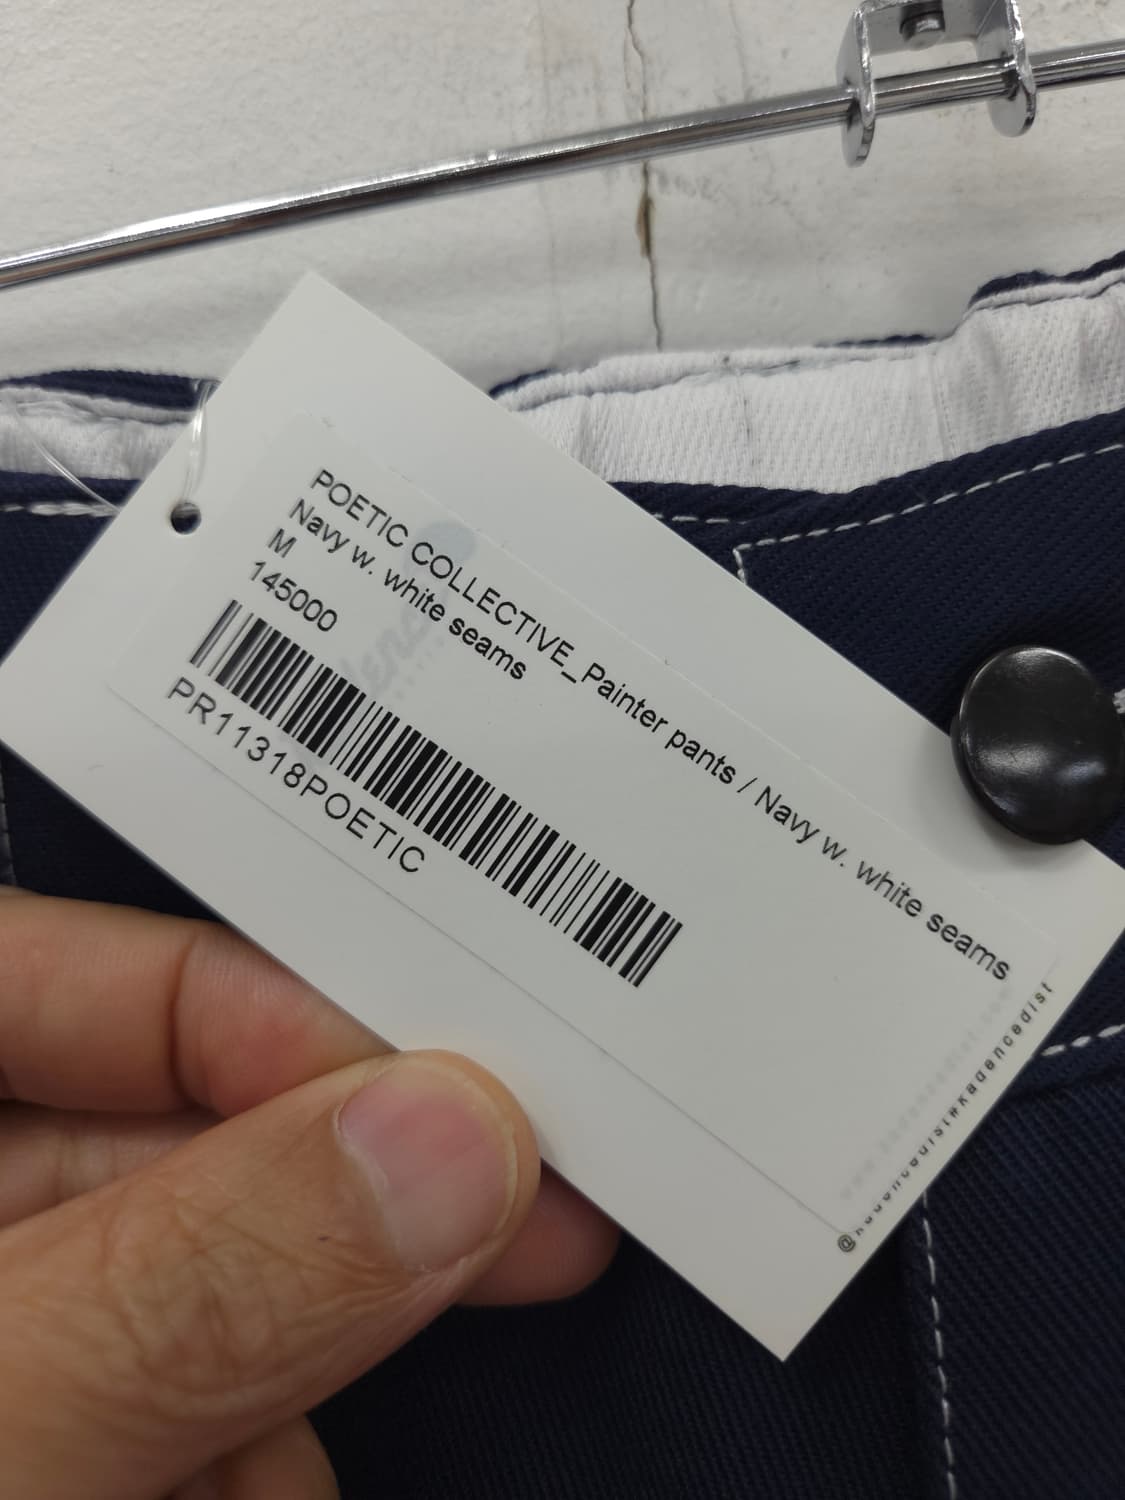 POETIC COLLECTIVE_Painter pants / Navy w. white seams
Navy w. white seams
M
145000
PR11318POETIC